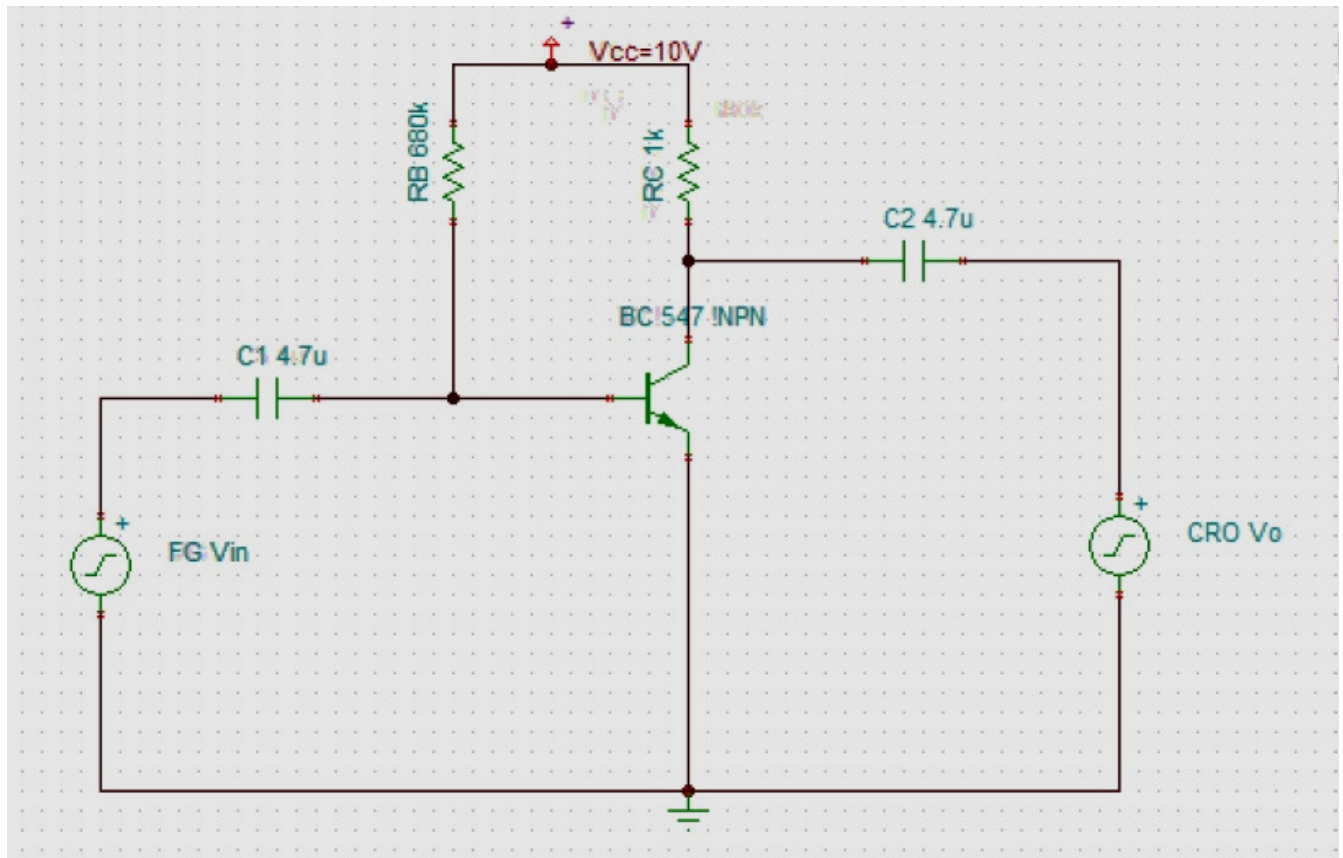 +
Vcc=10V
RB 680k
RC 1k
C2 4.7u
BC!547 !NPN
C1 4.7u
+
FG Vin
+
CRO Vo